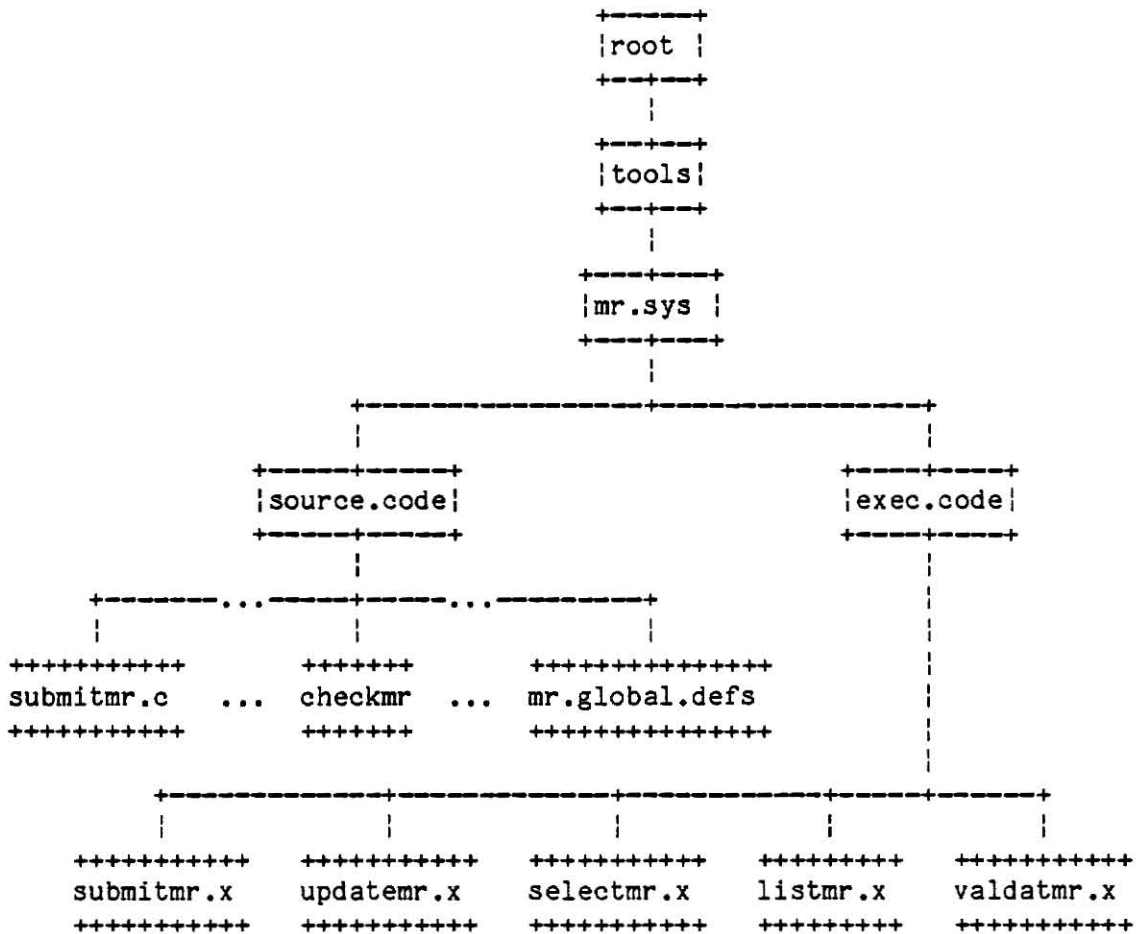 root
tools
mr.sys
source.code exec.code
... ...
submitmr.c ... checkmr ... mr.global.defs
submitmr.x updatemr.x selectmr.x listmr.x valdatmr.x